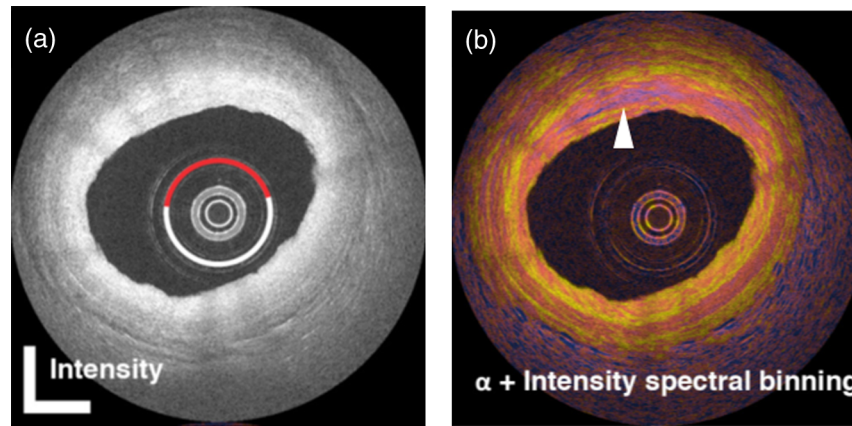 (a)
Intensity
(b)
α + Intensity spectral binning